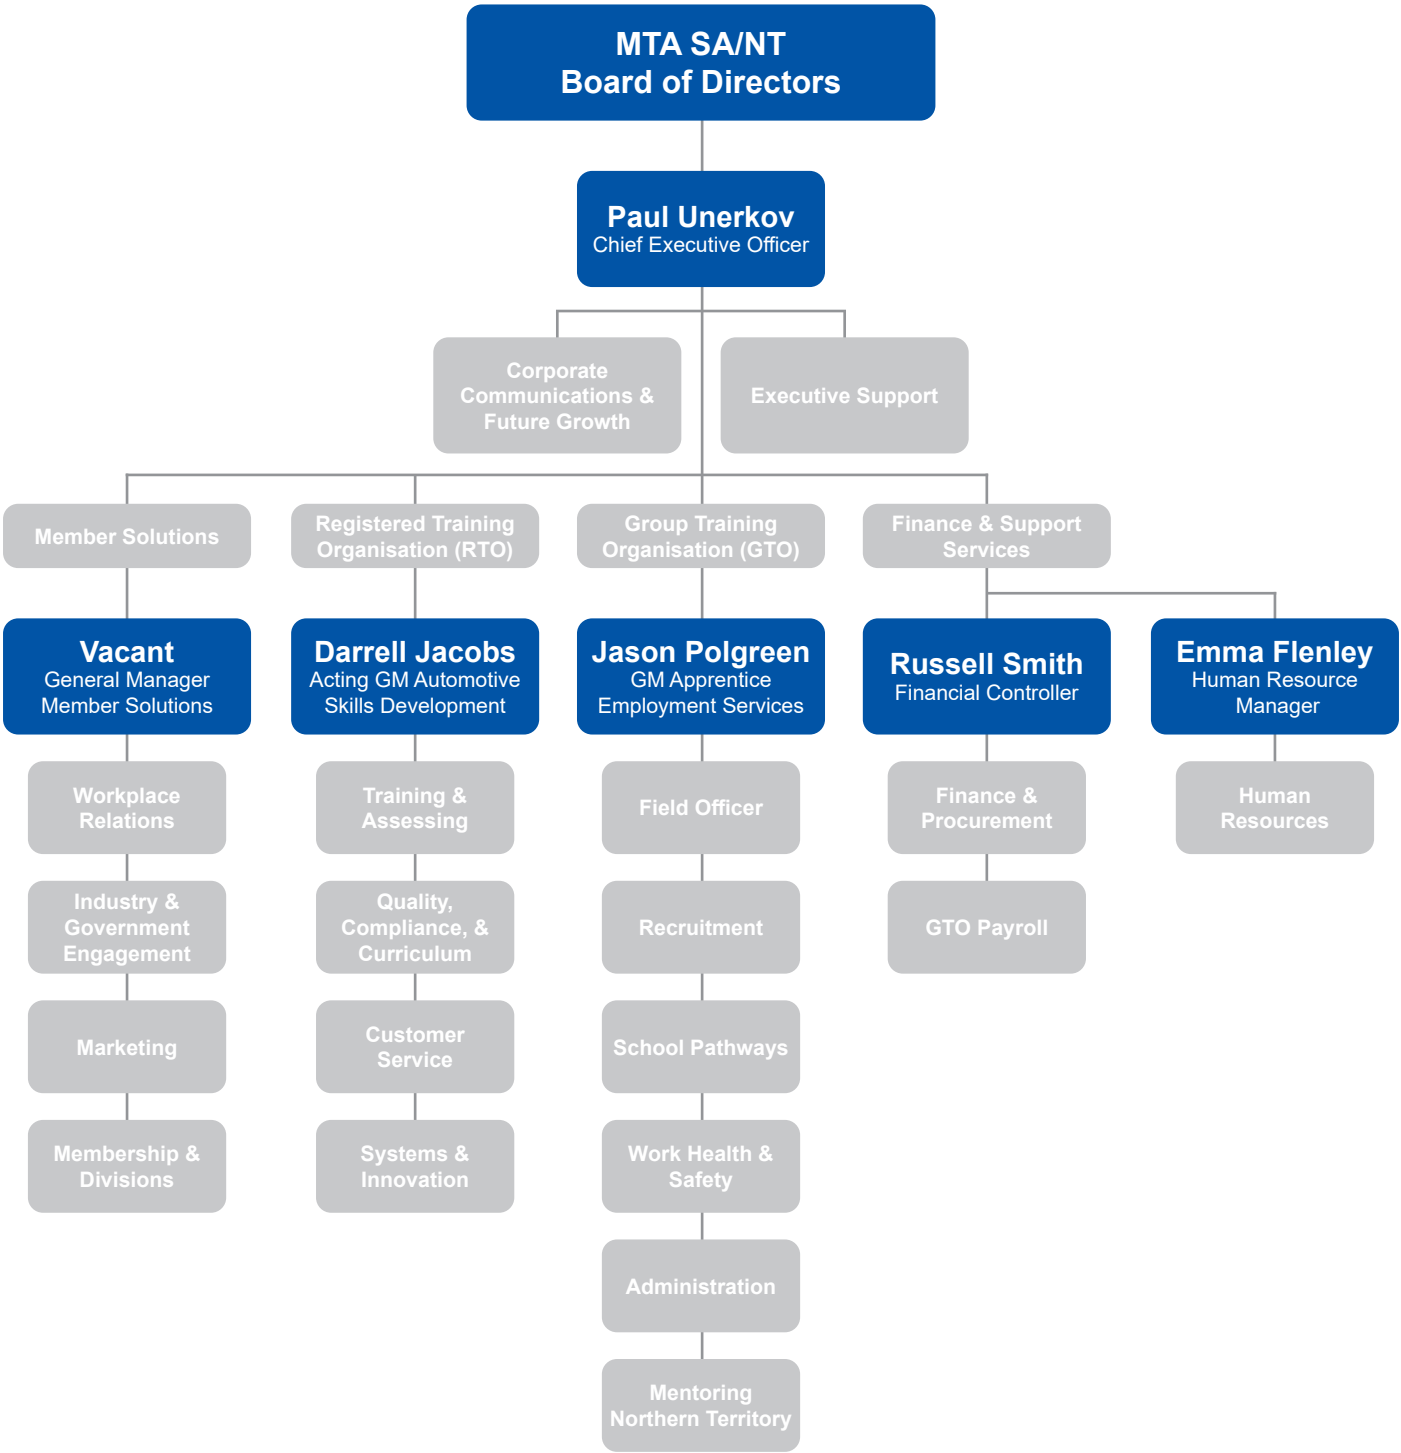 MTA SA/NT
Board of Directors
Paul Unerkov
Chief Executive Officer
Corporate
Communications &
Future Growth
Executive Support
Member Solutions
Registered Training
Organisation (RTO)
Group Training
Organisation (GTO)
Finance & Support
Services
Vacant
General Manager
Member Solutions
Darrell Jacobs
Acting GM Automotive
Skills Development
Jason Polgreen
GM Apprentice
Employment Services
Russell Smith
Financial Controller
Emma Flenley
Human Resource
Manager
Workplace
Relations
Training &
Assessing
Field Officer
Finance &
Procurement
Human
Resources
Industry &
Government
Engagement
Quality,
Compliance, &
Curriculum
Recruitment
GTO Payroll
Marketing
Customer
Service
School Pathways
Membership &
Divisions
Systems &
Innovation
Work Health &
Safety
Administration
Mentoring
Northern Territory